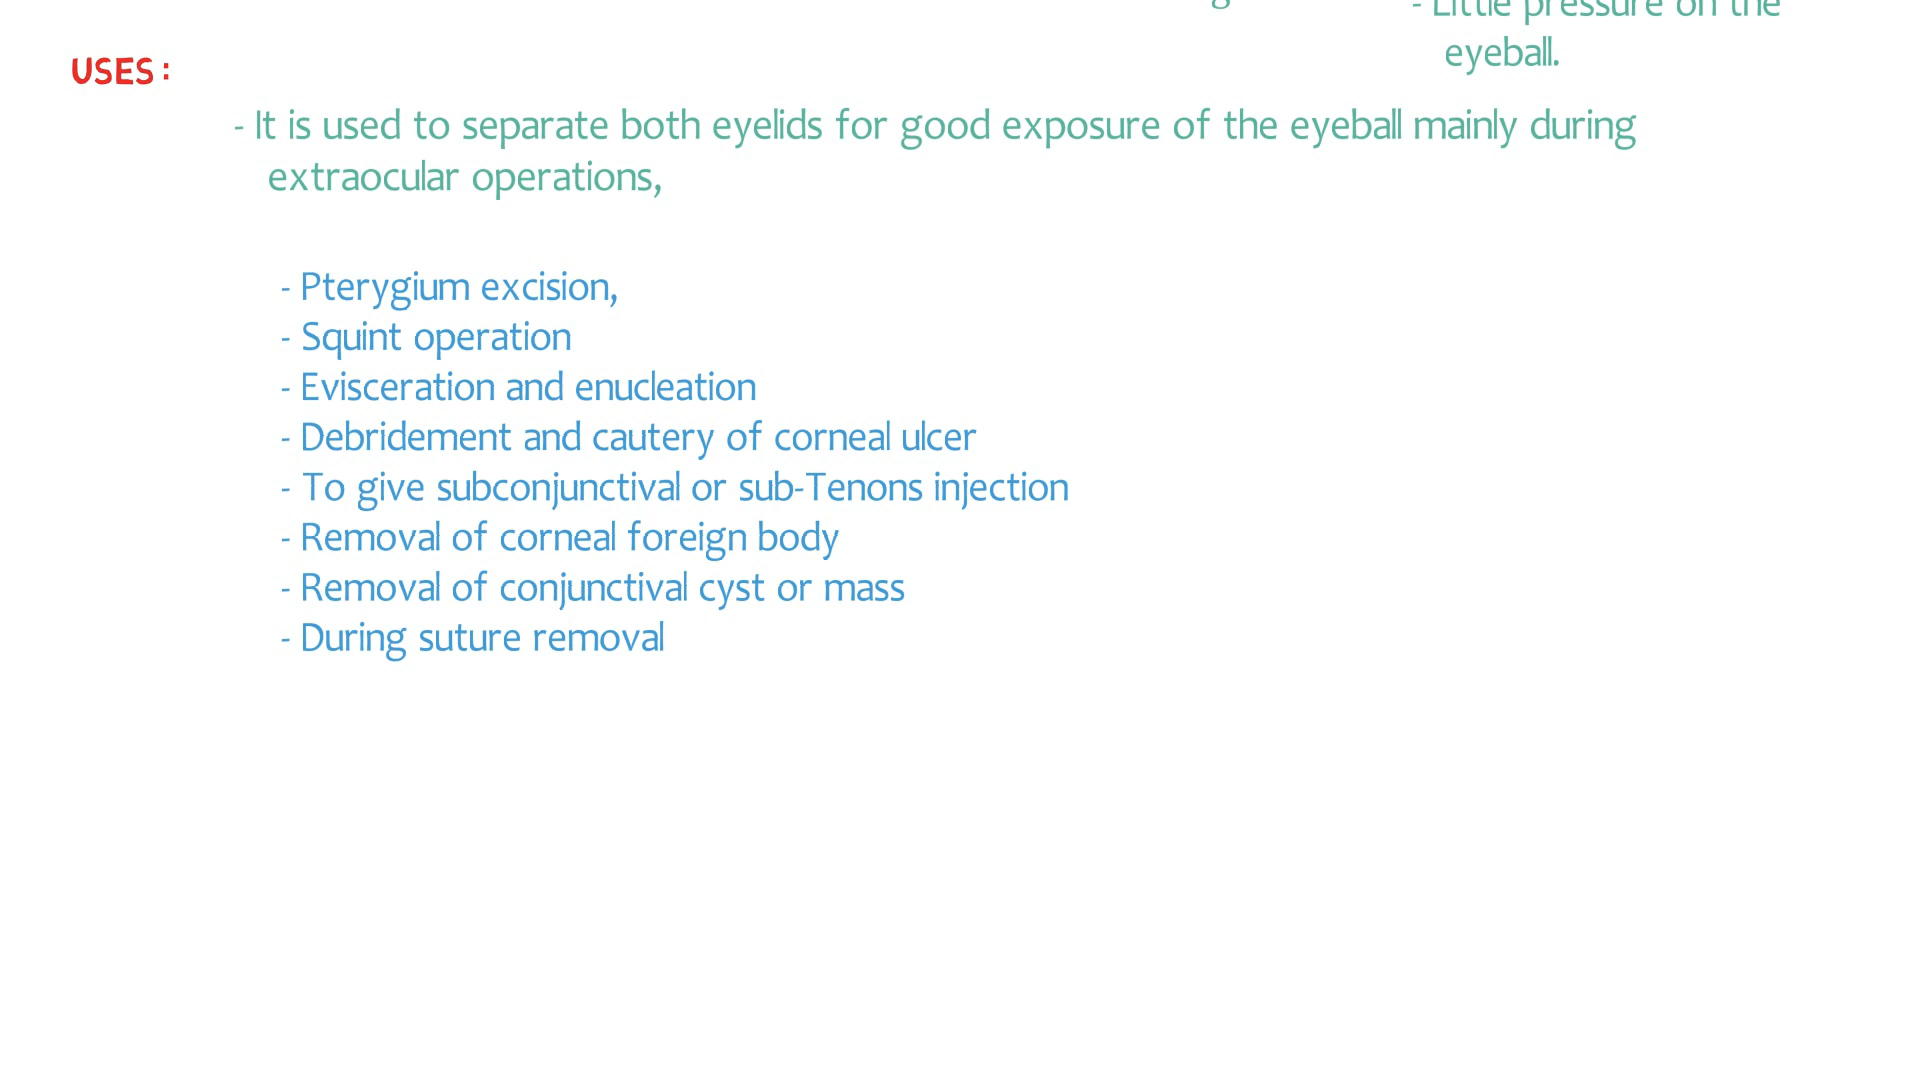 - Little pressure on the
eyeball.
USES :
- It is used to separate both eyelids for good exposure of the eyeball mainly during
extraocular operations,
- Pterygium excision,
- Squint operation
- Evisceration and enucleation
- Debridement and cautery of corneal ulcer
- To give subconjunctival or sub-Tenons injection
- Removal of corneal foreign body
- Removal of conjunctival cyst or mass
- During suture removal